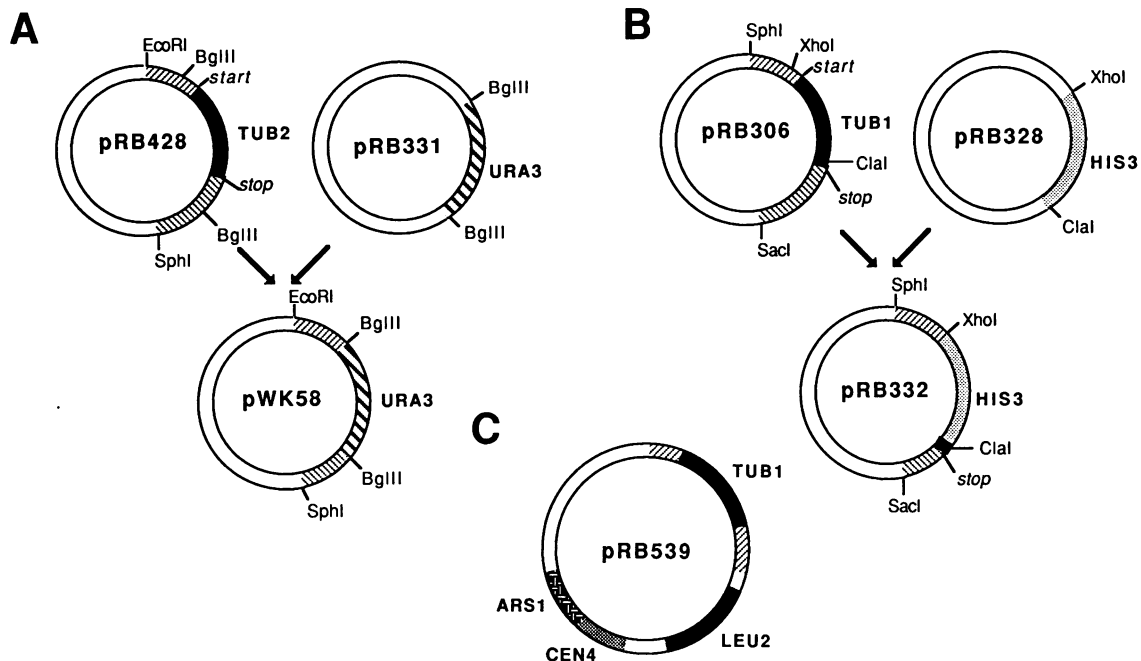 A
EcoRI
BglII
start
pRB428
TUB2
stop
BglII
SphI
pRB331
BglII
URA3
BglII
EcoRI
BglII
pWK58
URA3
BglII
SphI
B
SphI
XhoI
start
pRB306
TUB1
ClaI
stop
SacI
pRB328
XhoI
HIS3
ClaI
SphI
XhoI
pRB332
HIS3
ClaI
stop
SacI
C
TUB1
pRB539
ARS1
CEN4
LEU2